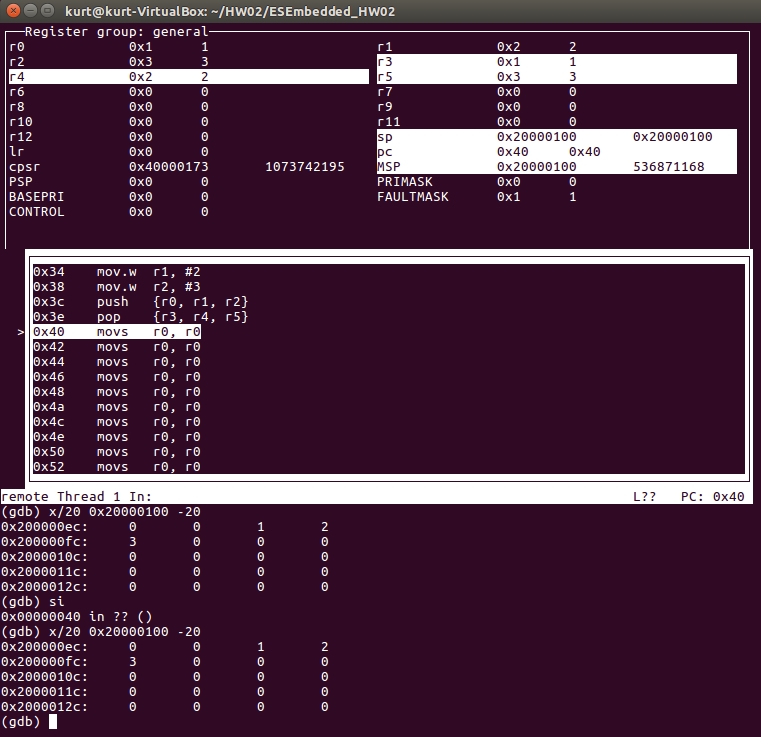 kurt@kurt-VirtualBox: ~/HW02/ESEmbedded_HW02
Register group: general
r0 0x1 1 r1 0x2 2
r2 0x3 3 r3 0x1 1
r4 0x2 2 r5 0x3 3
r6 0x0 0 r7 0x0 0
r8 0x0 0 r9 0x0 0
r10 0x0 0 r11 0x0 0
r12 0x0 0 sp 0x20000100 0x20000100
lr 0x0 0 pc 0x40 0x40
cpsr 0x40000173 1073742195 MSP 0x20000100 536871168
PSP 0x0 0 PRIMASK 0x0 0
BASEPRI 0x0 0 FAULTMASK 0x1 1
CONTROL 0x0 0
0x34 mov.w r1, #2
0x38 mov.w r2, #3
0x3c push {r0, r1, r2}
0x3e pop {r3, r4, r5}
>0x40 movs r0, r0
0x42 movs r0, r0
0x44 movs r0, r0
0x46 movs r0, r0
0x48 movs r0, r0
0x4a movs r0, r0
0x4c movs r0, r0
0x4e movs r0, r0
0x50 movs r0, r0
0x52 movs r0, r0
remote Thread 1 In: L?? PC: 0x40
(gdb) x/20 0x20000100 -20
0x200000ec: 0 0 1 2
0x200000fc: 3 0 0 0
0x2000010c: 0 0 0 0
0x2000011c: 0 0 0 0
0x2000012c: 0 0 0 0
(gdb) si
0x00000040 in ?? ()
(gdb) x/20 0x20000100 -20
0x200000ec: 0 0 1 2
0x200000fc: 3 0 0 0
0x2000010c: 0 0 0 0
0x2000011c: 0 0 0 0
0x2000012c: 0 0 0 0
(gdb)